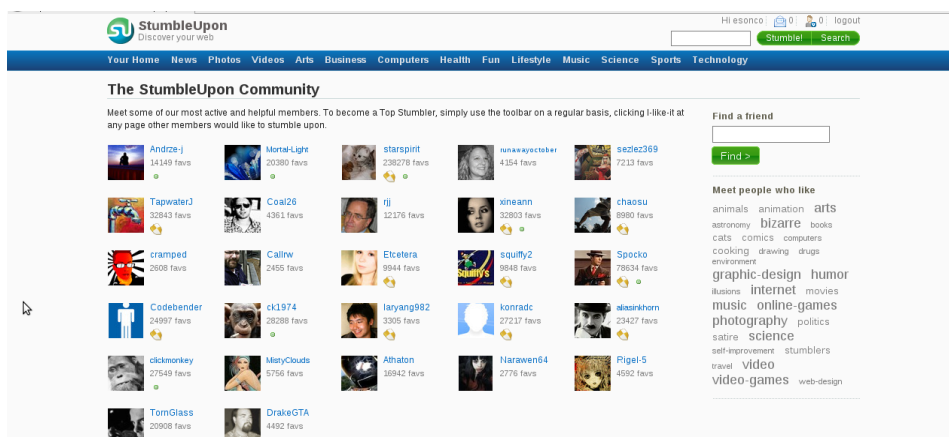 StumbleUpon
Discover your web
Hi esonco 0 0 logout
Stumble! Search
Your Home News Photos Videos Arts Business Computers Health Fun Lifestyle Music Science Sports Technology
The StumbleUpon Community
Meet some of our most active and helpful members. To become a Top Stumbler, simply use the toolbar on a regular basis, clicking I-like-it at
any page other members would like to stumble upon.
Andrze-j Mortal-Light starspirit runawayoctober sezlez369
14149 favs 20380 favs 238278 favs 4154 favs 7213 favs
TapwaterJ Coal26 rjj xineann chaosu
32843 favs 4361 favs 12176 favs 32803 favs 8980 favs
cramped Callrw Etcetera squiffy2 Spocko
2608 favs 2455 favs 9944 favs 9848 favs 78634 favs
Squiffy's
Codebender ck1974 laryang982 konradc aliasinkhorn
24997 favs 28288 favs 3305 favs 27217 favs 23427 favs
clickmonkey MistyClouds Athaton Narawen64 Rigel-5
27549 favs 5756 favs 16942 favs 2776 favs 4592 favs
TornGlass DrakeGTA
20908 favs 4492 favs
Find a friend
Find >
Meet people who like
animals animation arts
astronomy bizarre books
cats comics computers
cooking drawing drugs
environment
graphic-design humor
illusions internet movies
music online-games
photography politics
satire science
self-improvement stumblers
travel video
video-games web-design